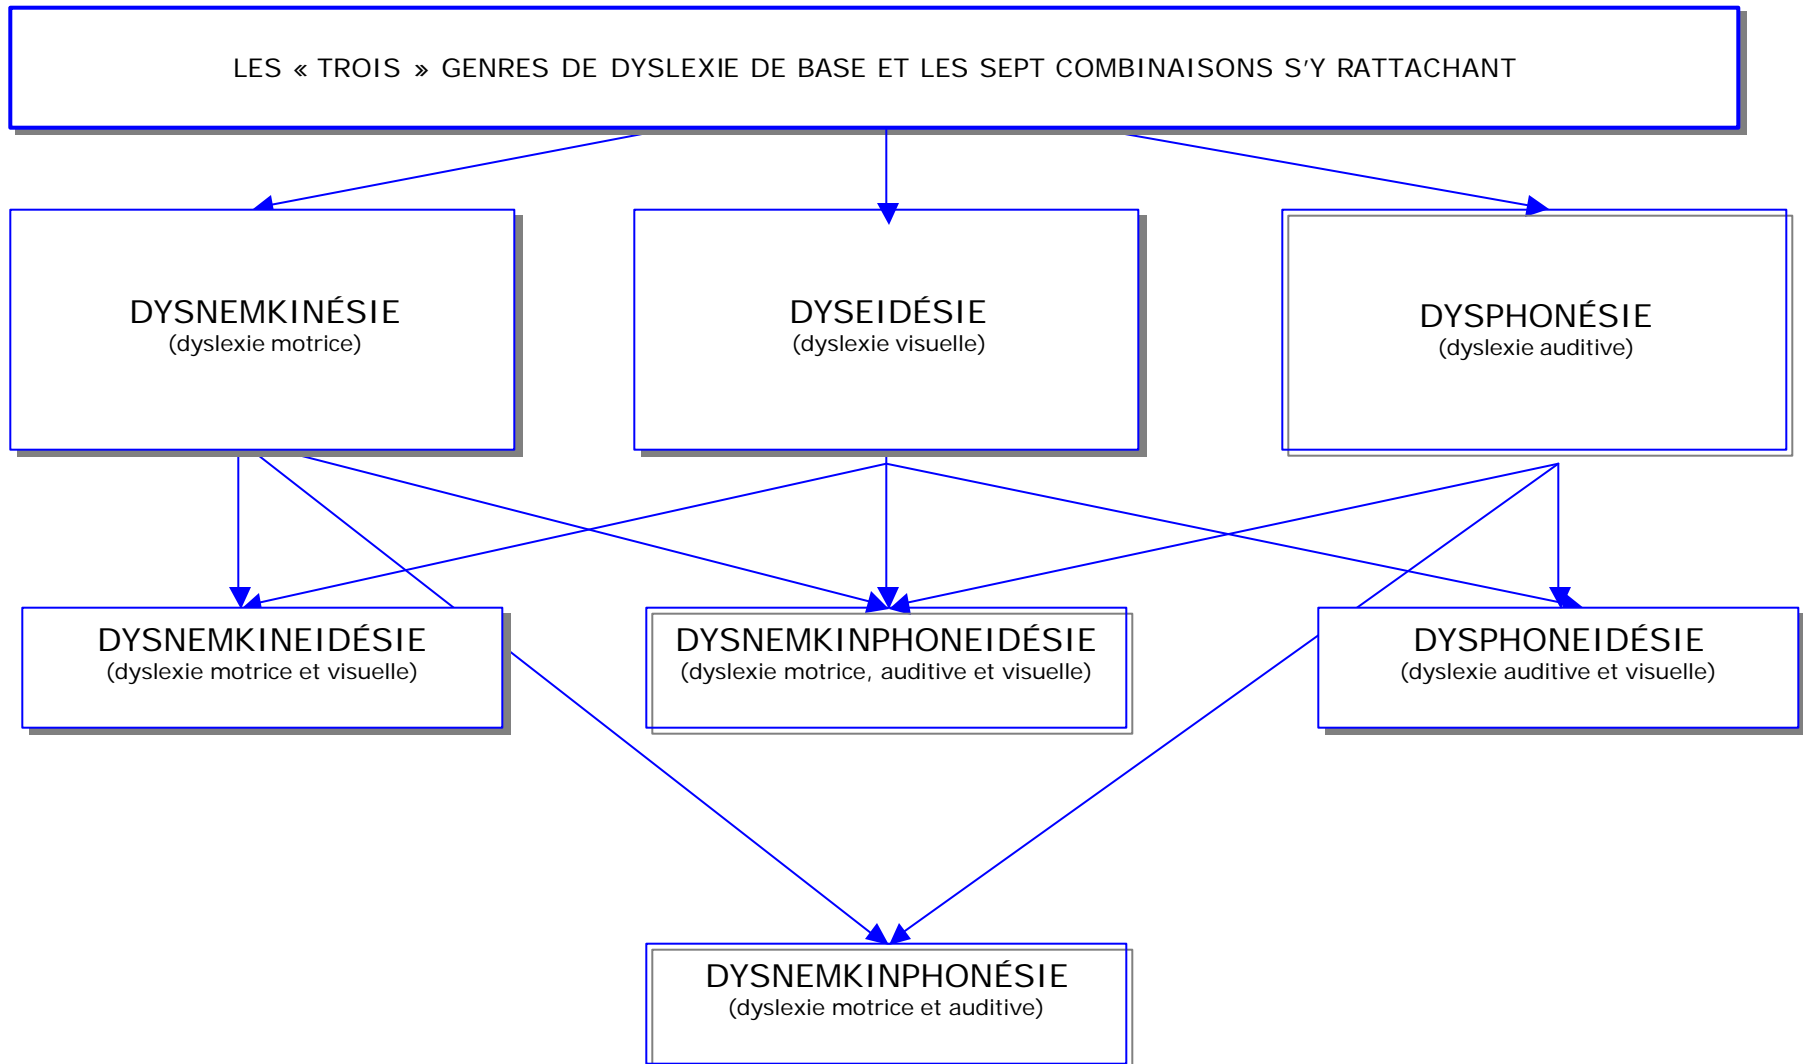 LES « TROIS » GENRES DE DYSLEXIE DE BASE ET LES SEPT COMBINAISONS S'Y RATTACHANT
DYSNEMKINÉSIE
(dyslexie motrice)
DYSEIDÉSIE
(dyslexie visuelle)
DYSPHONÉSIE
(dyslexie auditive)
DYSNEMKINEIDÉSIE
(dyslexie motrice et visuelle)
DYSNEMKINPHONEIDÉSIE
(dyslexie motrice, auditive et visuelle)
DYSPHONEIDÉSIE
(dyslexie auditive et visuelle)
DYSNEMKINPHONÉSIE
(dyslexie motrice et auditive)